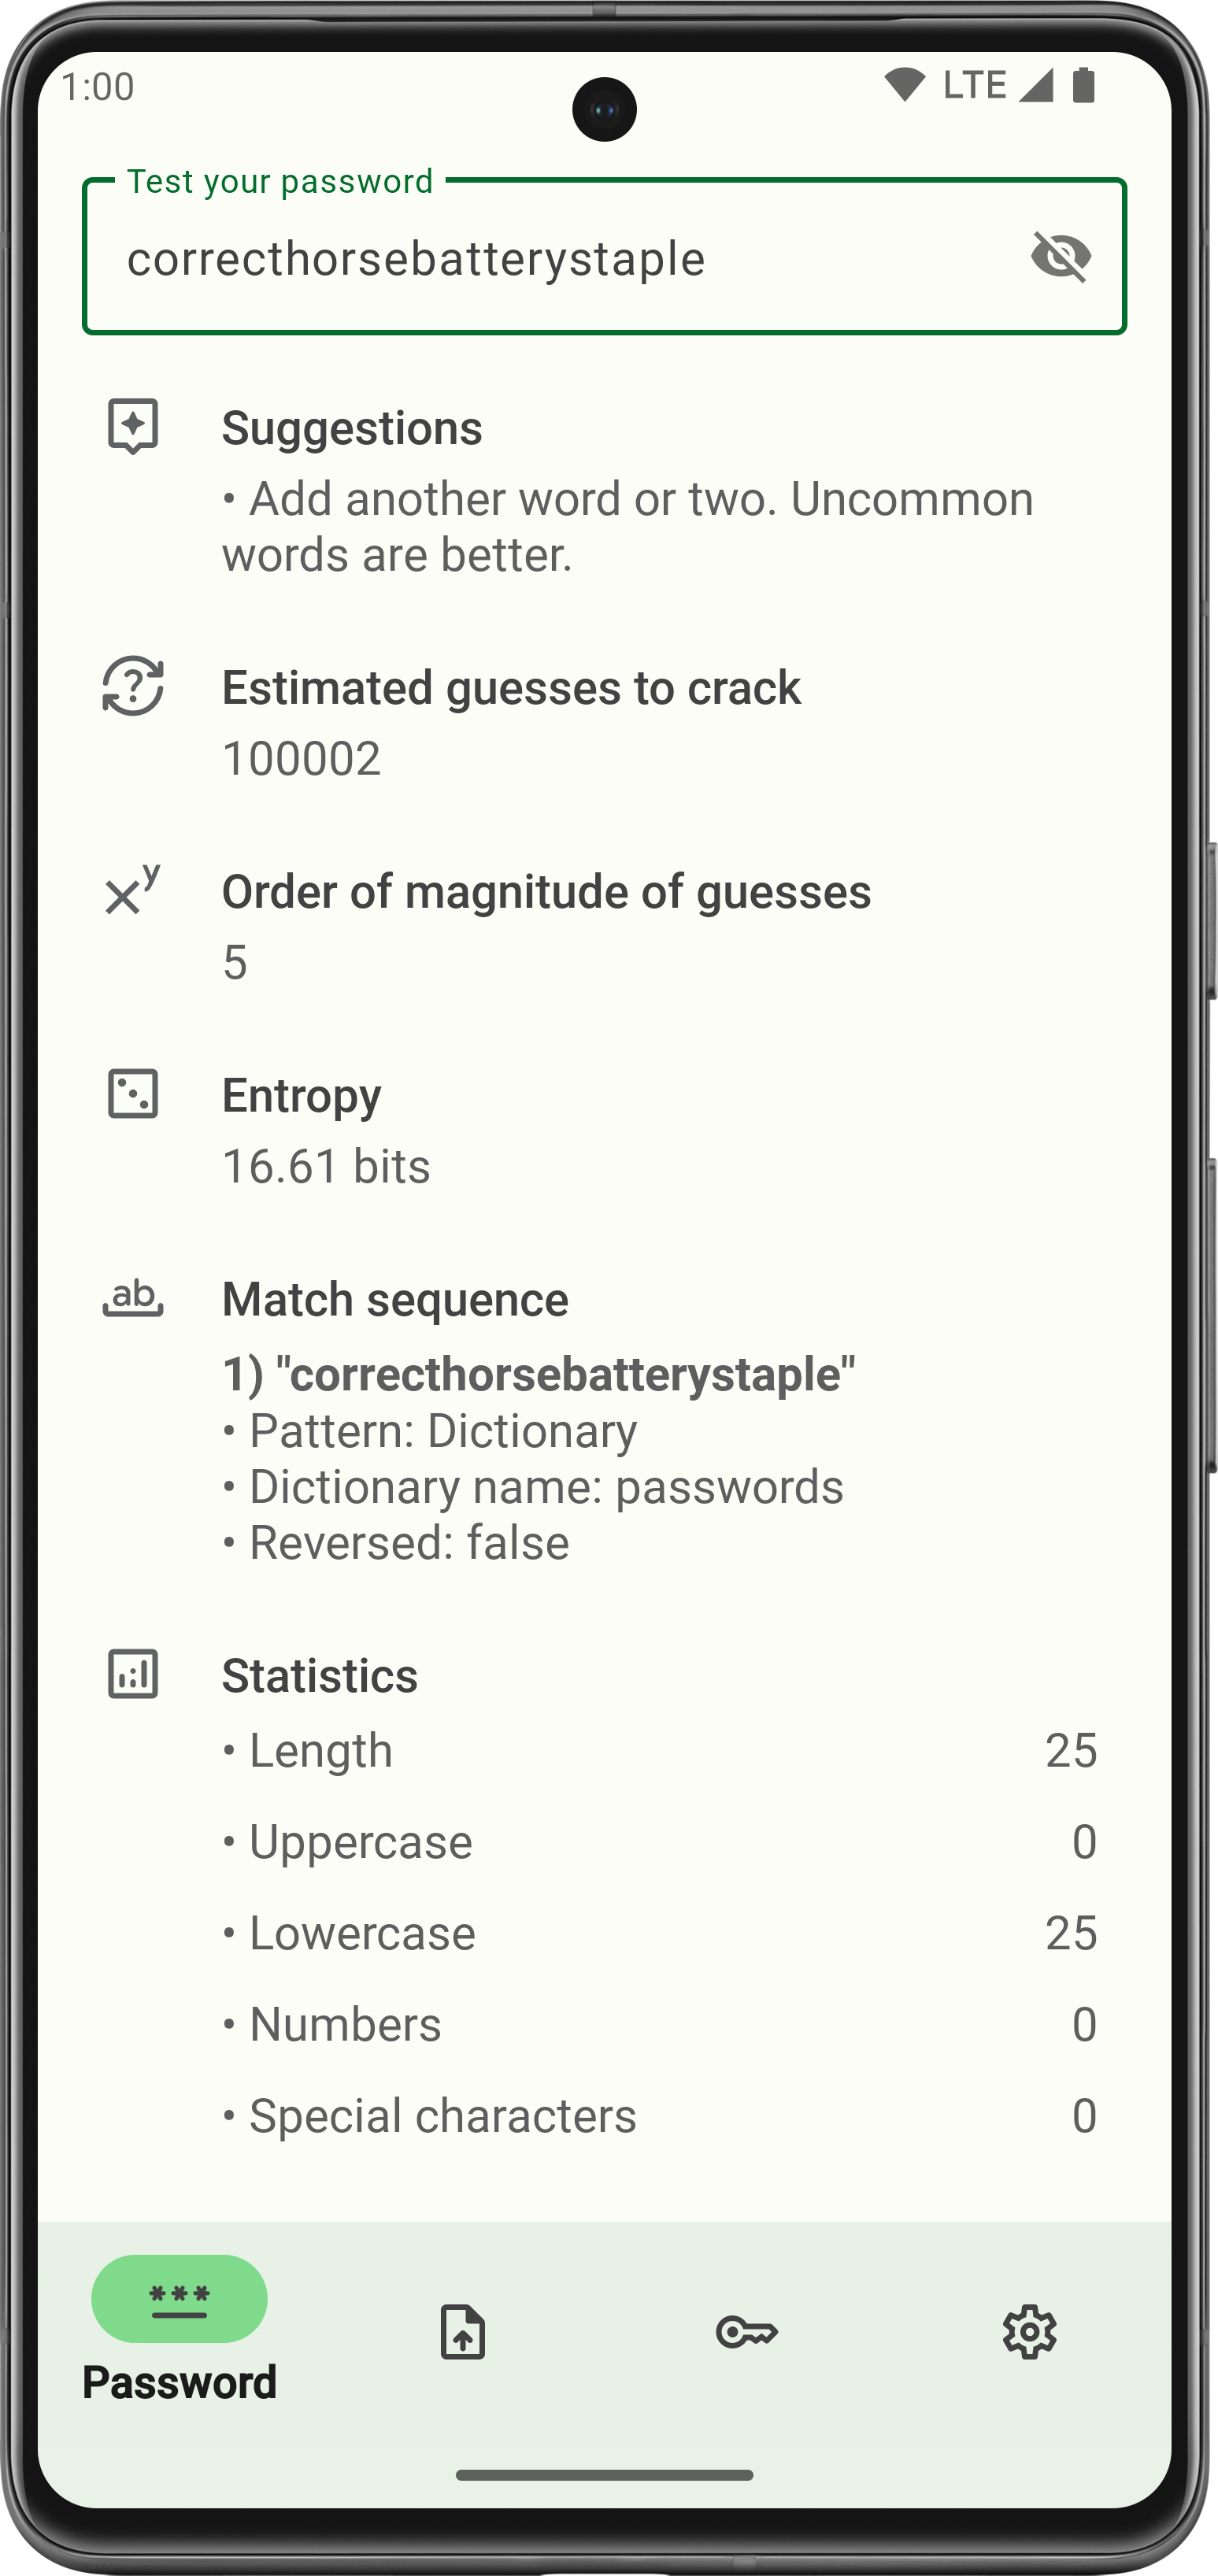 1:00
LTE
Test your password
correcthorsebatterystaple
Suggestions
• Add another word or two. Uncommon
words are better.
Estimated guesses to crack
100002
Order of magnitude of guesses
5
Entropy
16.61 bits
Match sequence
1) "correcthorsebatterystaple"
• Pattern: Dictionary
• Dictionary name: passwords
• Reversed: false
Statistics
• Length 25
• Uppercase 0
• Lowercase 25
• Numbers 0
• Special characters 0
Password